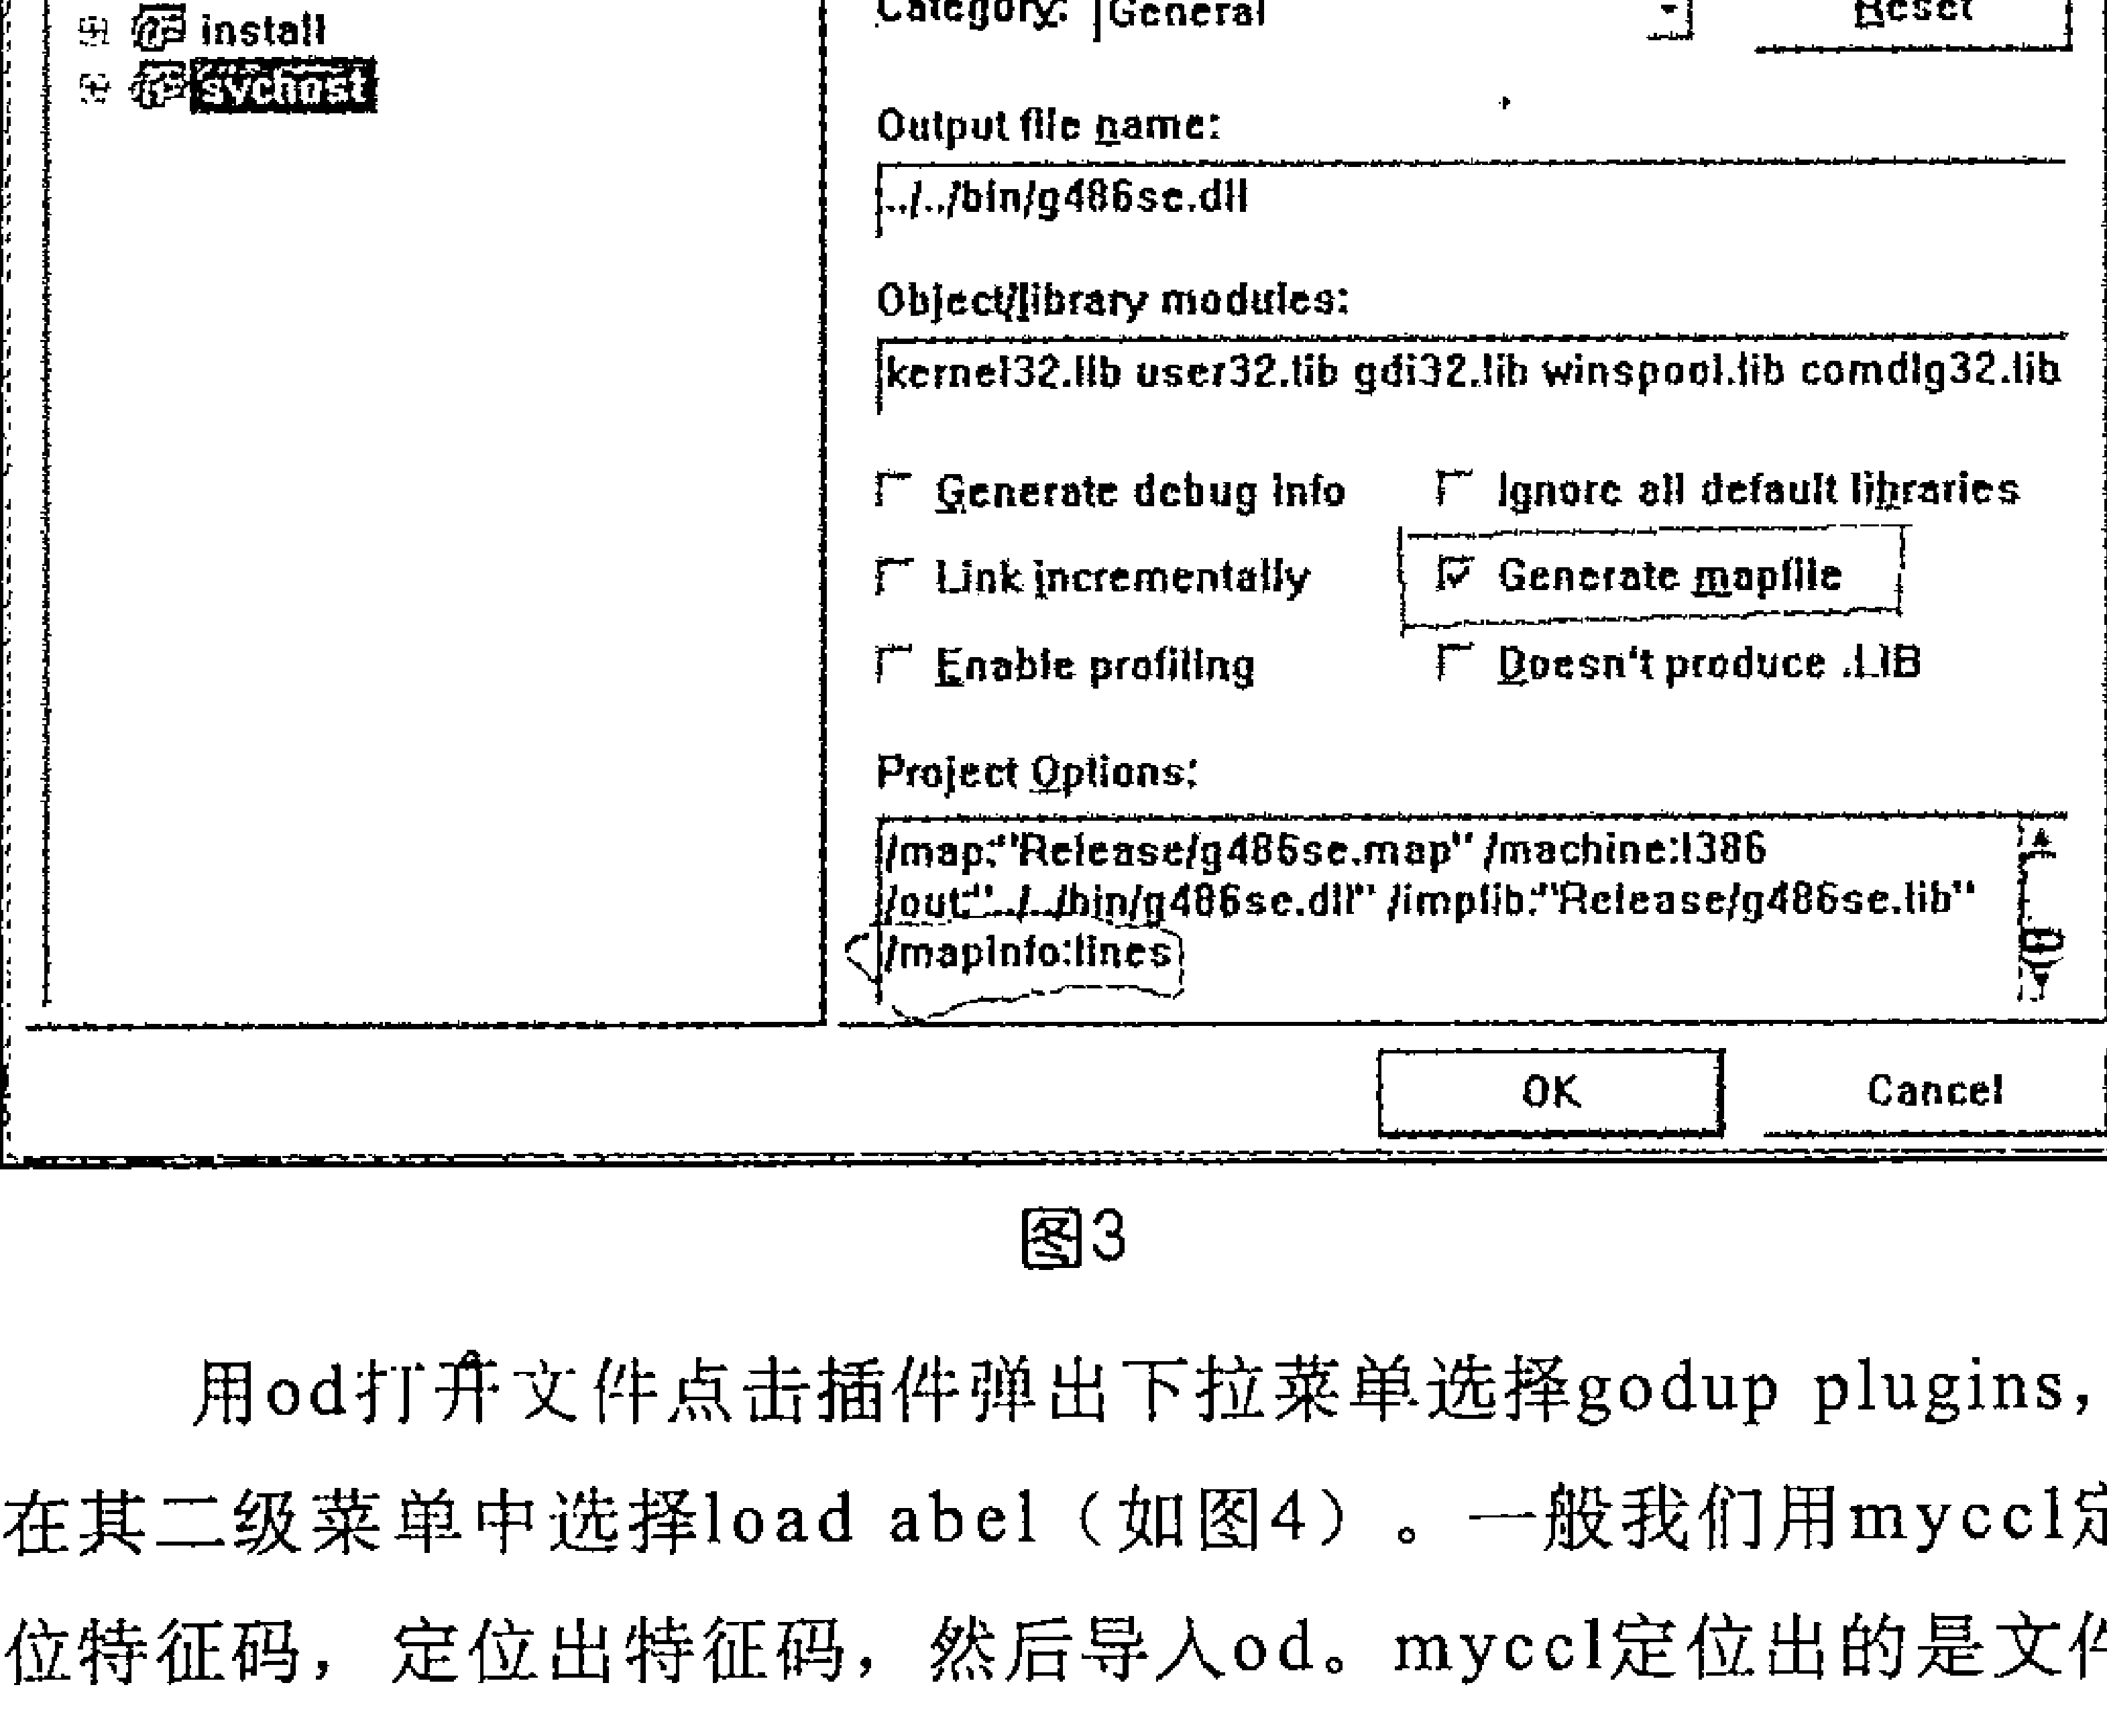 install
Category: General
Reset
svchost
Output file name:
../../bin/g486se.dll
Object/library modules:
kernel32.lib user32.lib gdi32.lib winspool.lib comdlg32.lib
Generate debug info
Ignore all default libraries
Link incrementally
Generate mapfile
Enable profiling
Doesn't produce .LIB
Project Options:
/map:"Release/g486se.map" /machine:I386
/out:"../../bin/g486se.dll" /implib:"Release/g486se.lib"
/mapinfo:lines
OK
Cancel
图3
用od打开文件点击插件弹出下拉菜单选择godup plugins，
在其二级菜单中选择load abel（如图4）。一般我们用myccl定
位特征码，定位出特征码，然后导入od。myccl定位出的是文件